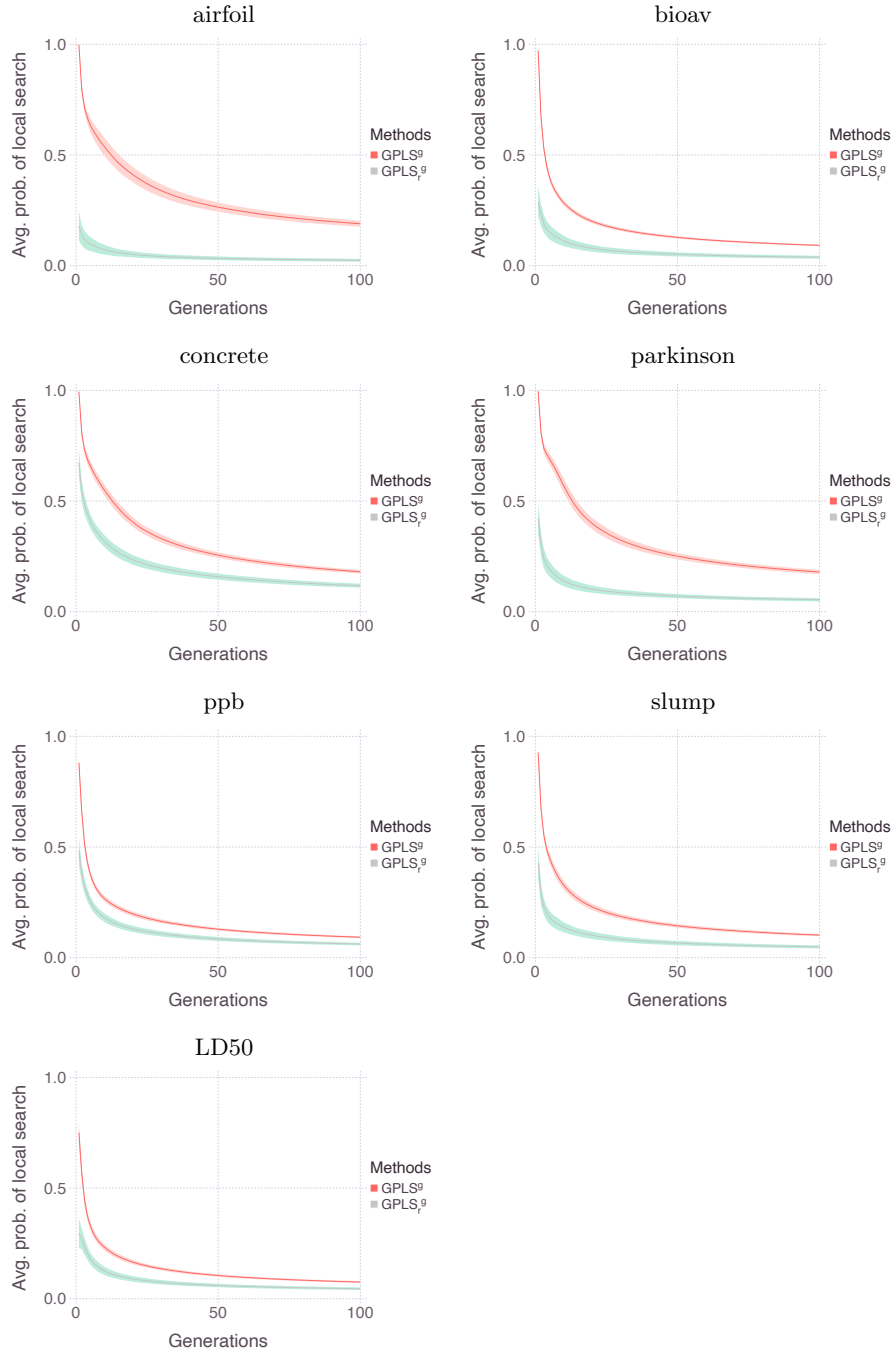 airfoil
1.0
0.5
0.0
0
50
100
Avg. prob. of local search
Generations
Methods
GPLSᵍ
GPLSᵣᵍ
bioav
1.0
0.5
0.0
0
50
100
Avg. prob. of local search
Generations
Methods
GPLSᵍ
GPLSᵣᵍ
concrete
1.0
0.5
0.0
0
50
100
Avg. prob. of local search
Generations
Methods
GPLSᵍ
GPLSᵣᵍ
parkinson
1.0
0.5
0.0
0
50
100
Avg. prob. of local search
Generations
Methods
GPLSᵍ
GPLSᵣᵍ
ppb
1.0
0.5
0.0
0
50
100
Avg. prob. of local search
Generations
Methods
GPLSᵍ
GPLSᵣᵍ
slump
1.0
0.5
0.0
0
50
100
Avg. prob. of local search
Generations
Methods
GPLSᵍ
GPLSᵣᵍ
LD50
1.0
0.5
0.0
0
50
100
Avg. prob. of local search
Generations
Methods
GPLSᵍ
GPLSᵣᵍ